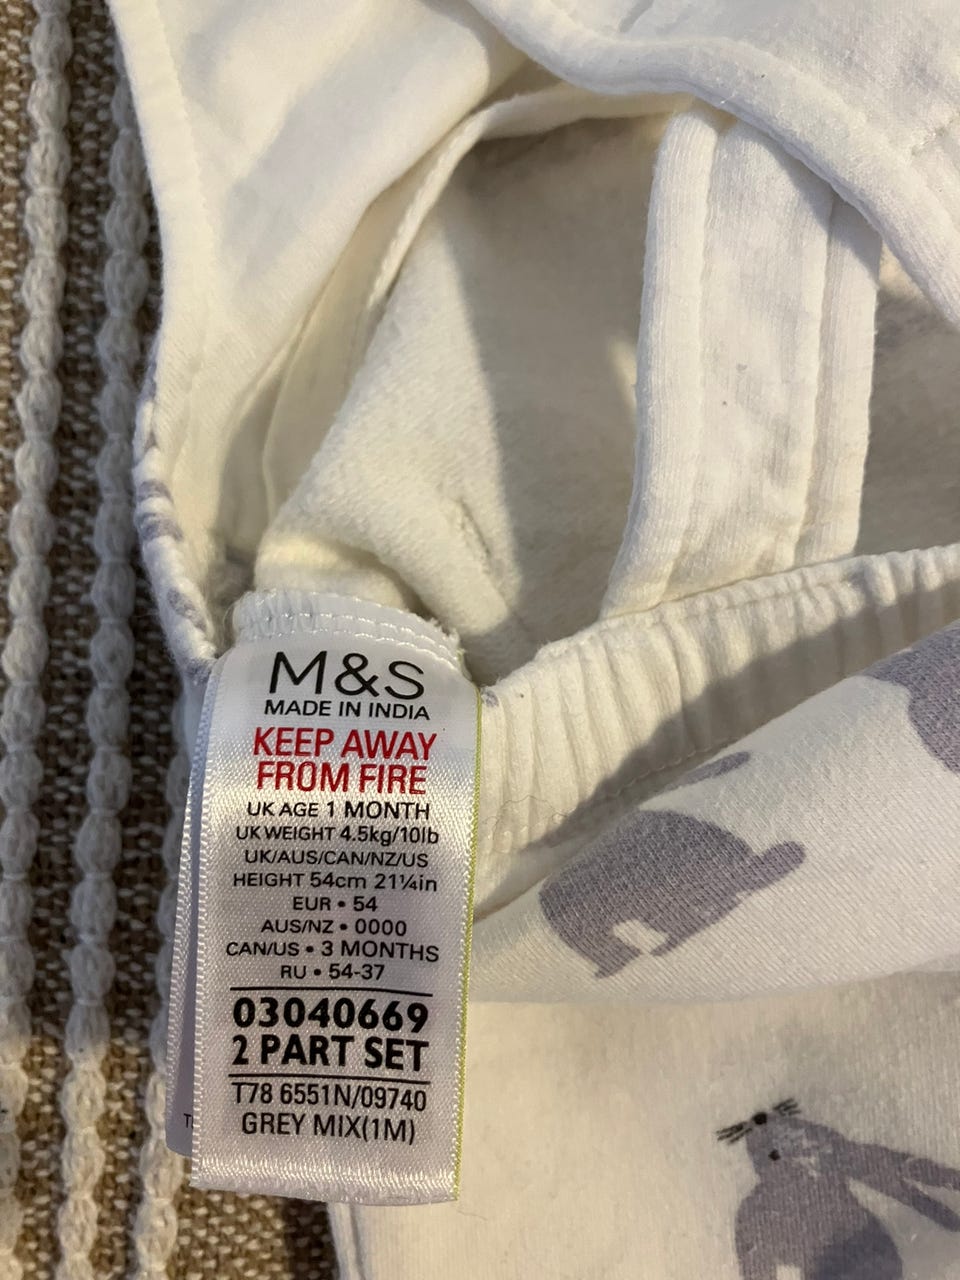 M&S
MADE IN INDIA
KEEP AWAY
FROM FIRE
UK AGE 1 MONTH
UK WEIGHT 4.5kg/10lb
UK/AUS/CAN/NZ/US
HEIGHT 54cm 21¼in
EUR • 54
AUS/NZ • 0000
CAN/US • 3 MONTHS
RU • 54-37
03040669
2 PART SET
T78 6551N/09740
GREY MIX(1M)